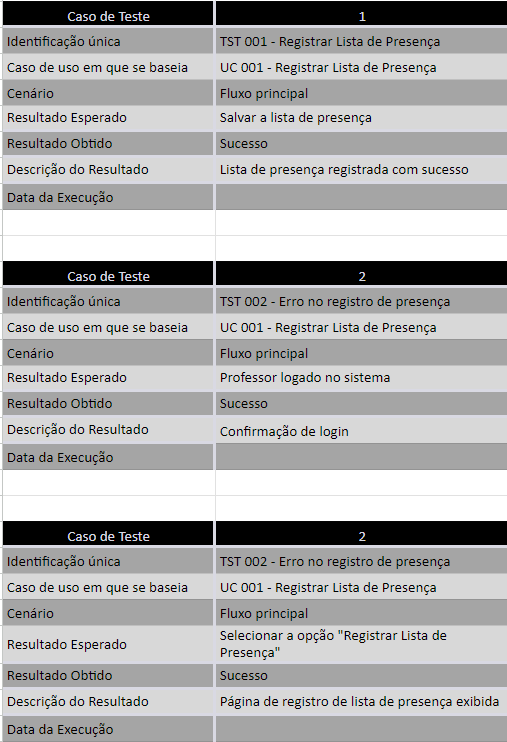 Caso de Teste 1
Identificação única TST 001 - Registrar Lista de Presença
Caso de uso em que se baseia UC 001 - Registrar Lista de Presença
Cenário Fluxo principal
Resultado Esperado Salvar a lista de presença
Resultado Obtido Sucesso
Descrição do Resultado Lista de presença registrada com sucesso
Data da Execução
Caso de Teste 2
Identificação única TST 002 - Erro no registro de presença
Caso de uso em que se baseia UC 001 - Registrar Lista de Presença
Cenário Fluxo principal
Resultado Esperado Professor logado no sistema
Resultado Obtido Sucesso
Descrição do Resultado Confirmação de login
Data da Execução
Caso de Teste 2
Identificação única TST 002 - Erro no registro de presença
Caso de uso em que se baseia UC 001 - Registrar Lista de Presença
Cenário Fluxo principal
Resultado Esperado Selecionar a opção "Registrar Lista de
Presença"
Resultado Obtido Sucesso
Descrição do Resultado Página de registro de lista de presença exibida
Data da Execução